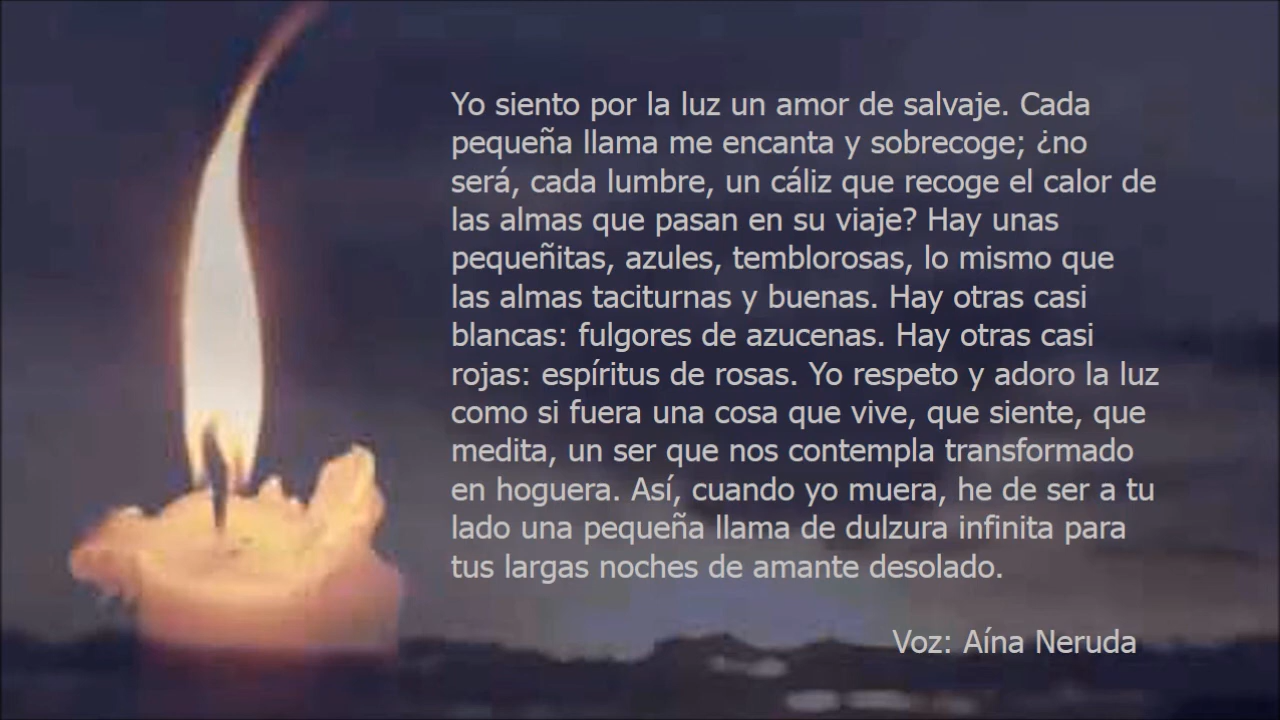 Yo siento por la luz un amor de salvaje. Cada
pequeña llama me encanta y sobrecoge; ¿no
será, cada lumbre, un cáliz que recoge el calor de
las almas que pasan en su viaje? Hay unas
pequeñitas, azules, temblorosas, lo mismo que
las almas taciturnas y buenas. Hay otras casi
blancas: fulgores de azucenas. Hay otras casi
rojas: espíritus de rosas. Yo respeto y adoro la luz
como si fuera una cosa que vive, que siente, que
medita, un ser que nos contempla transformado
en hoguera. Así, cuando yo muera, he de ser a tu
lado una pequeña llama de dulzura infinita para
tus largas noches de amante desolado.
Voz: Aína Neruda